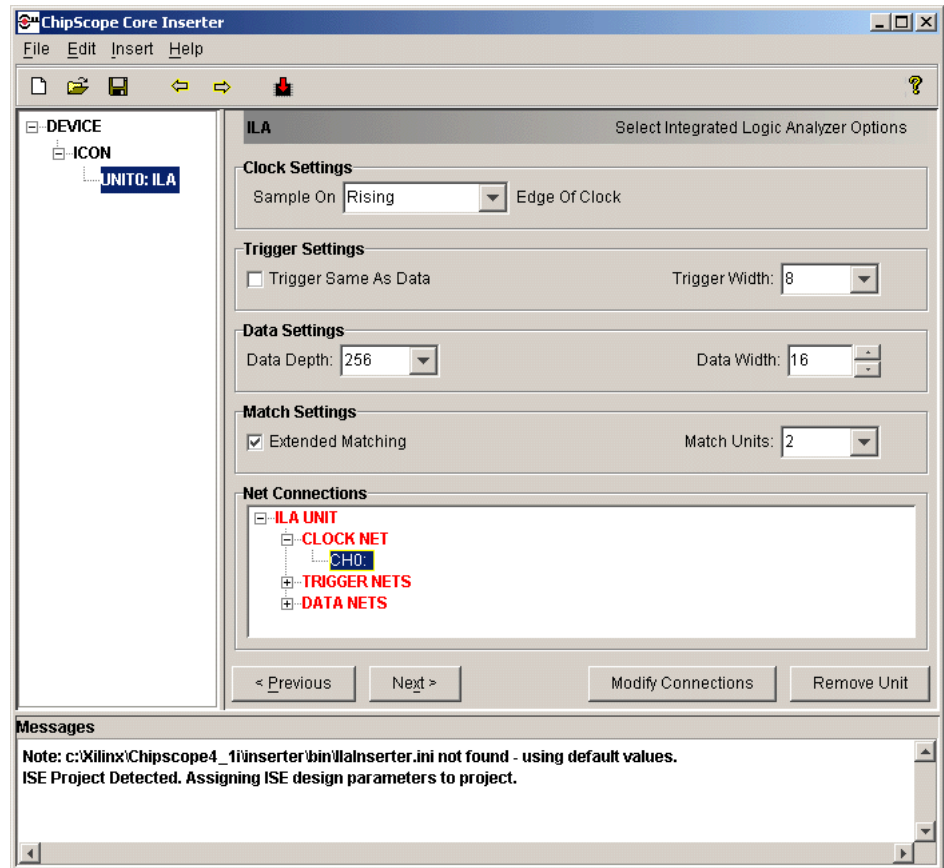 ChipScope Core Inserter
File Edit Insert Help
DEVICE
ICON
UNIT0: ILA
ILA Select Integrated Logic Analyzer Options
Clock Settings
Sample On Rising Edge Of Clock
Trigger Settings
Trigger Same As Data Trigger Width: 8
Data Settings
Data Depth: 256 Data Width: 16
Match Settings
Extended Matching Match Units: 2
Net Connections
ILA UNIT
CLOCK NET
CH0:
TRIGGER NETS
DATA NETS
< Previous Next > Modify Connections Remove Unit
Messages
Note: c:\Xilinx\Chipscope4_1i\inserter\bin\IlaInserter.ini not found - using default values.
ISE Project Detected. Assigning ISE design parameters to project.